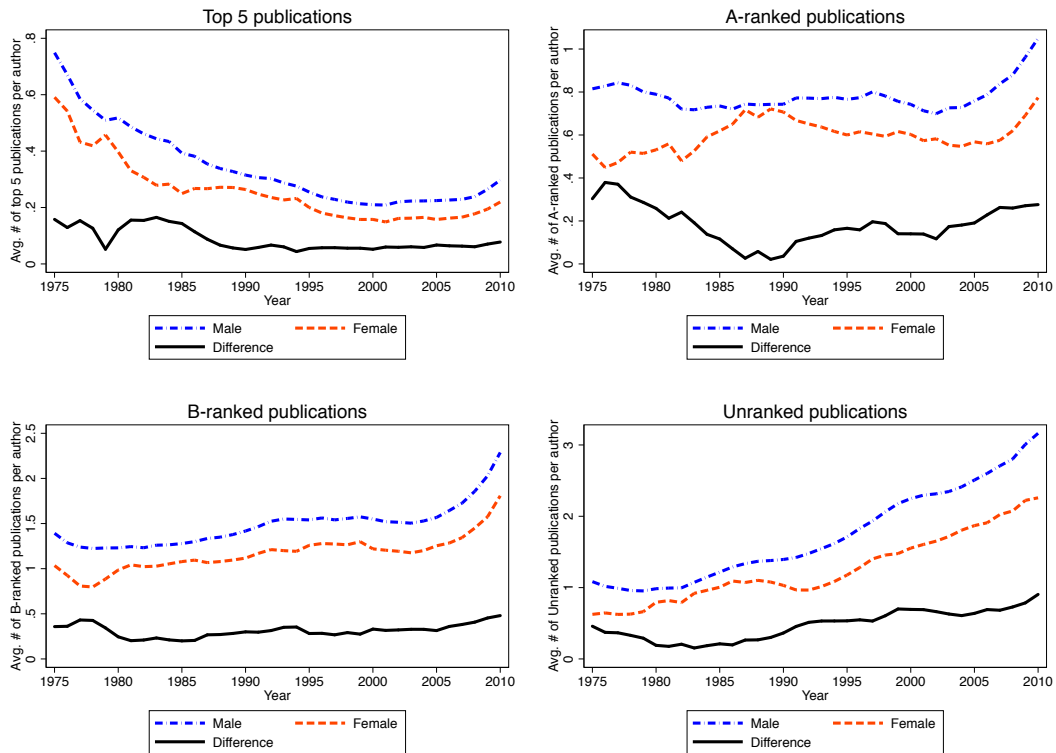 Top 5 publications
Avg. # of top 5 publications per author
0 .2 .4 .6 .8
1975 1980 1985 1990 1995 2000 2005 2010
Year
Male Female
Difference
A-ranked publications
Avg. # of A-ranked publications per author
0 .2 .4 .6 .8 1
1975 1980 1985 1990 1995 2000 2005 2010
Year
Male Female
Difference
B-ranked publications
Avg. # of B-ranked publications per author
0 .5 1 1.5 2 2.5
1975 1980 1985 1990 1995 2000 2005 2010
Year
Male Female
Difference
Unranked publications
Avg. # of Unranked publications per author
0 1 2 3
1975 1980 1985 1990 1995 2000 2005 2010
Year
Male Female
Difference